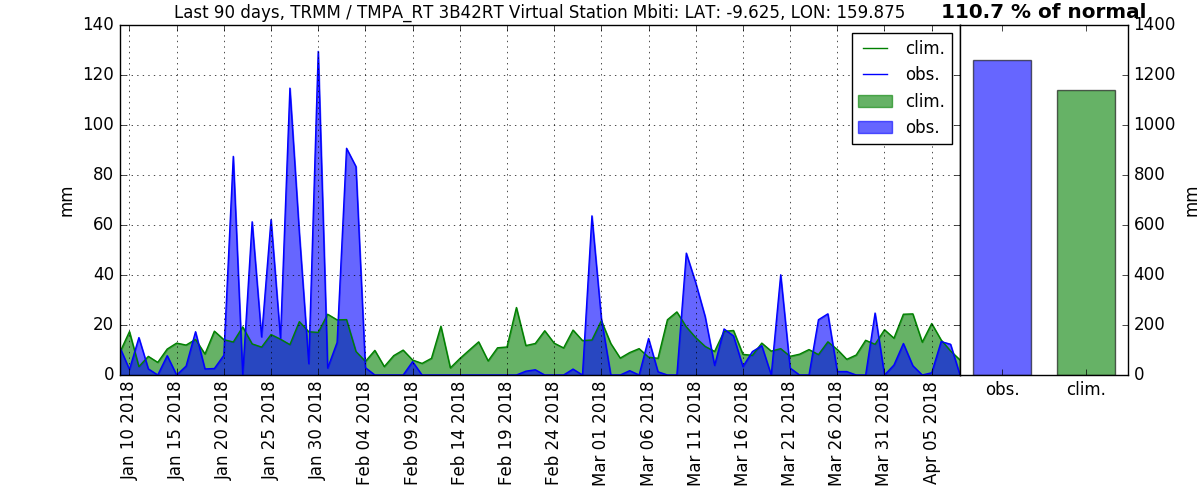 Last 90 days, TRMM / TMPA_RT 3B42RT Virtual Station Mbiti: LAT: -9.625, LON: 159.875
110.7 % of normal
mm
140
120
100
80
60
40
20
0
clim.
obs.
clim.
obs.
1400
1200
1000
800
600
400
200
0
mm
Jan 10 2018
Jan 15 2018
Jan 20 2018
Jan 25 2018
Jan 30 2018
Feb 04 2018
Feb 09 2018
Feb 14 2018
Feb 19 2018
Feb 24 2018
Mar 01 2018
Mar 06 2018
Mar 11 2018
Mar 16 2018
Mar 21 2018
Mar 26 2018
Mar 31 2018
Apr 05 2018
obs.
clim.